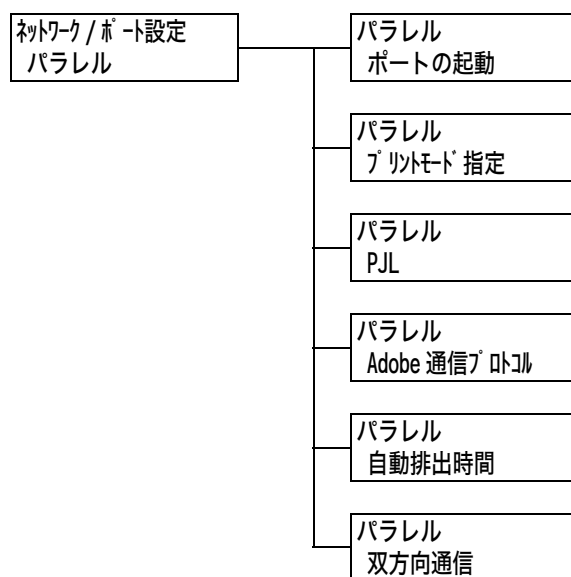 ﾈｯﾄﾜｰｸ / ﾎﾟｰﾄ設定
パラレル
パラレル
ポートの起動
パラレル
ﾌﾟﾘﾝﾄﾓｰﾄﾞ指定
パラレル
PJL
パラレル
Adobe 通信ﾌﾟﾛﾄｺﾙ
パラレル
自動排出時間
パラレル
双方向通信